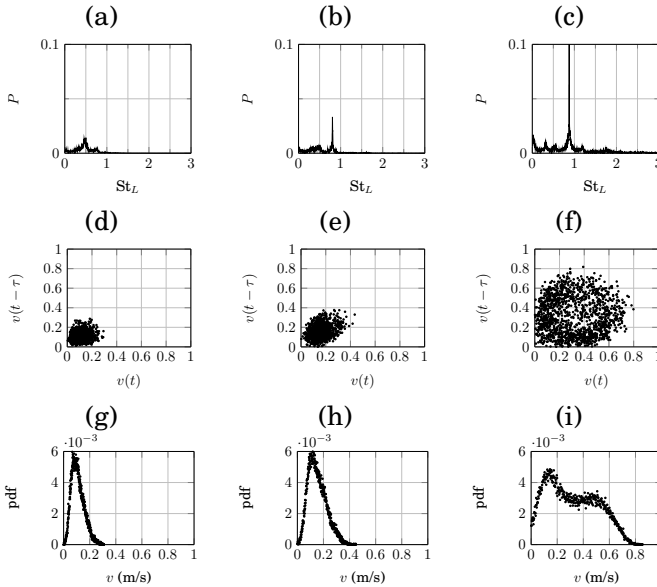 (a) (b) (c)
0.1 0.1 0.1
P P P
0 0 0
0 1 2 3 0 1 2 3 0 1 2 3
St_L St_L St_L
(d) (e) (f)
1 1 1
0.8 0.8 0.8
0.6 0.6 0.6
0.4 0.4 0.4
0.2 0.2 0.2
0 0 0
v(t − τ) v(t − τ) v(t − τ)
0 0.2 0.4 0.6 0.8 1 0 0.2 0.4 0.6 0.8 1 0 0.2 0.4 0.6 0.8 1
v(t) v(t) v(t)
(g) (h) (i)
·10⁻³ ·10⁻³ ·10⁻³
6 6 6
4 4 4
2 2 2
0 0 0
pdf pdf pdf
0 0.2 0.4 0.6 0.8 1 0 0.2 0.4 0.6 0.8 1 0 0.2 0.4 0.6 0.8
v (m/s) v (m/s) v (m/s)